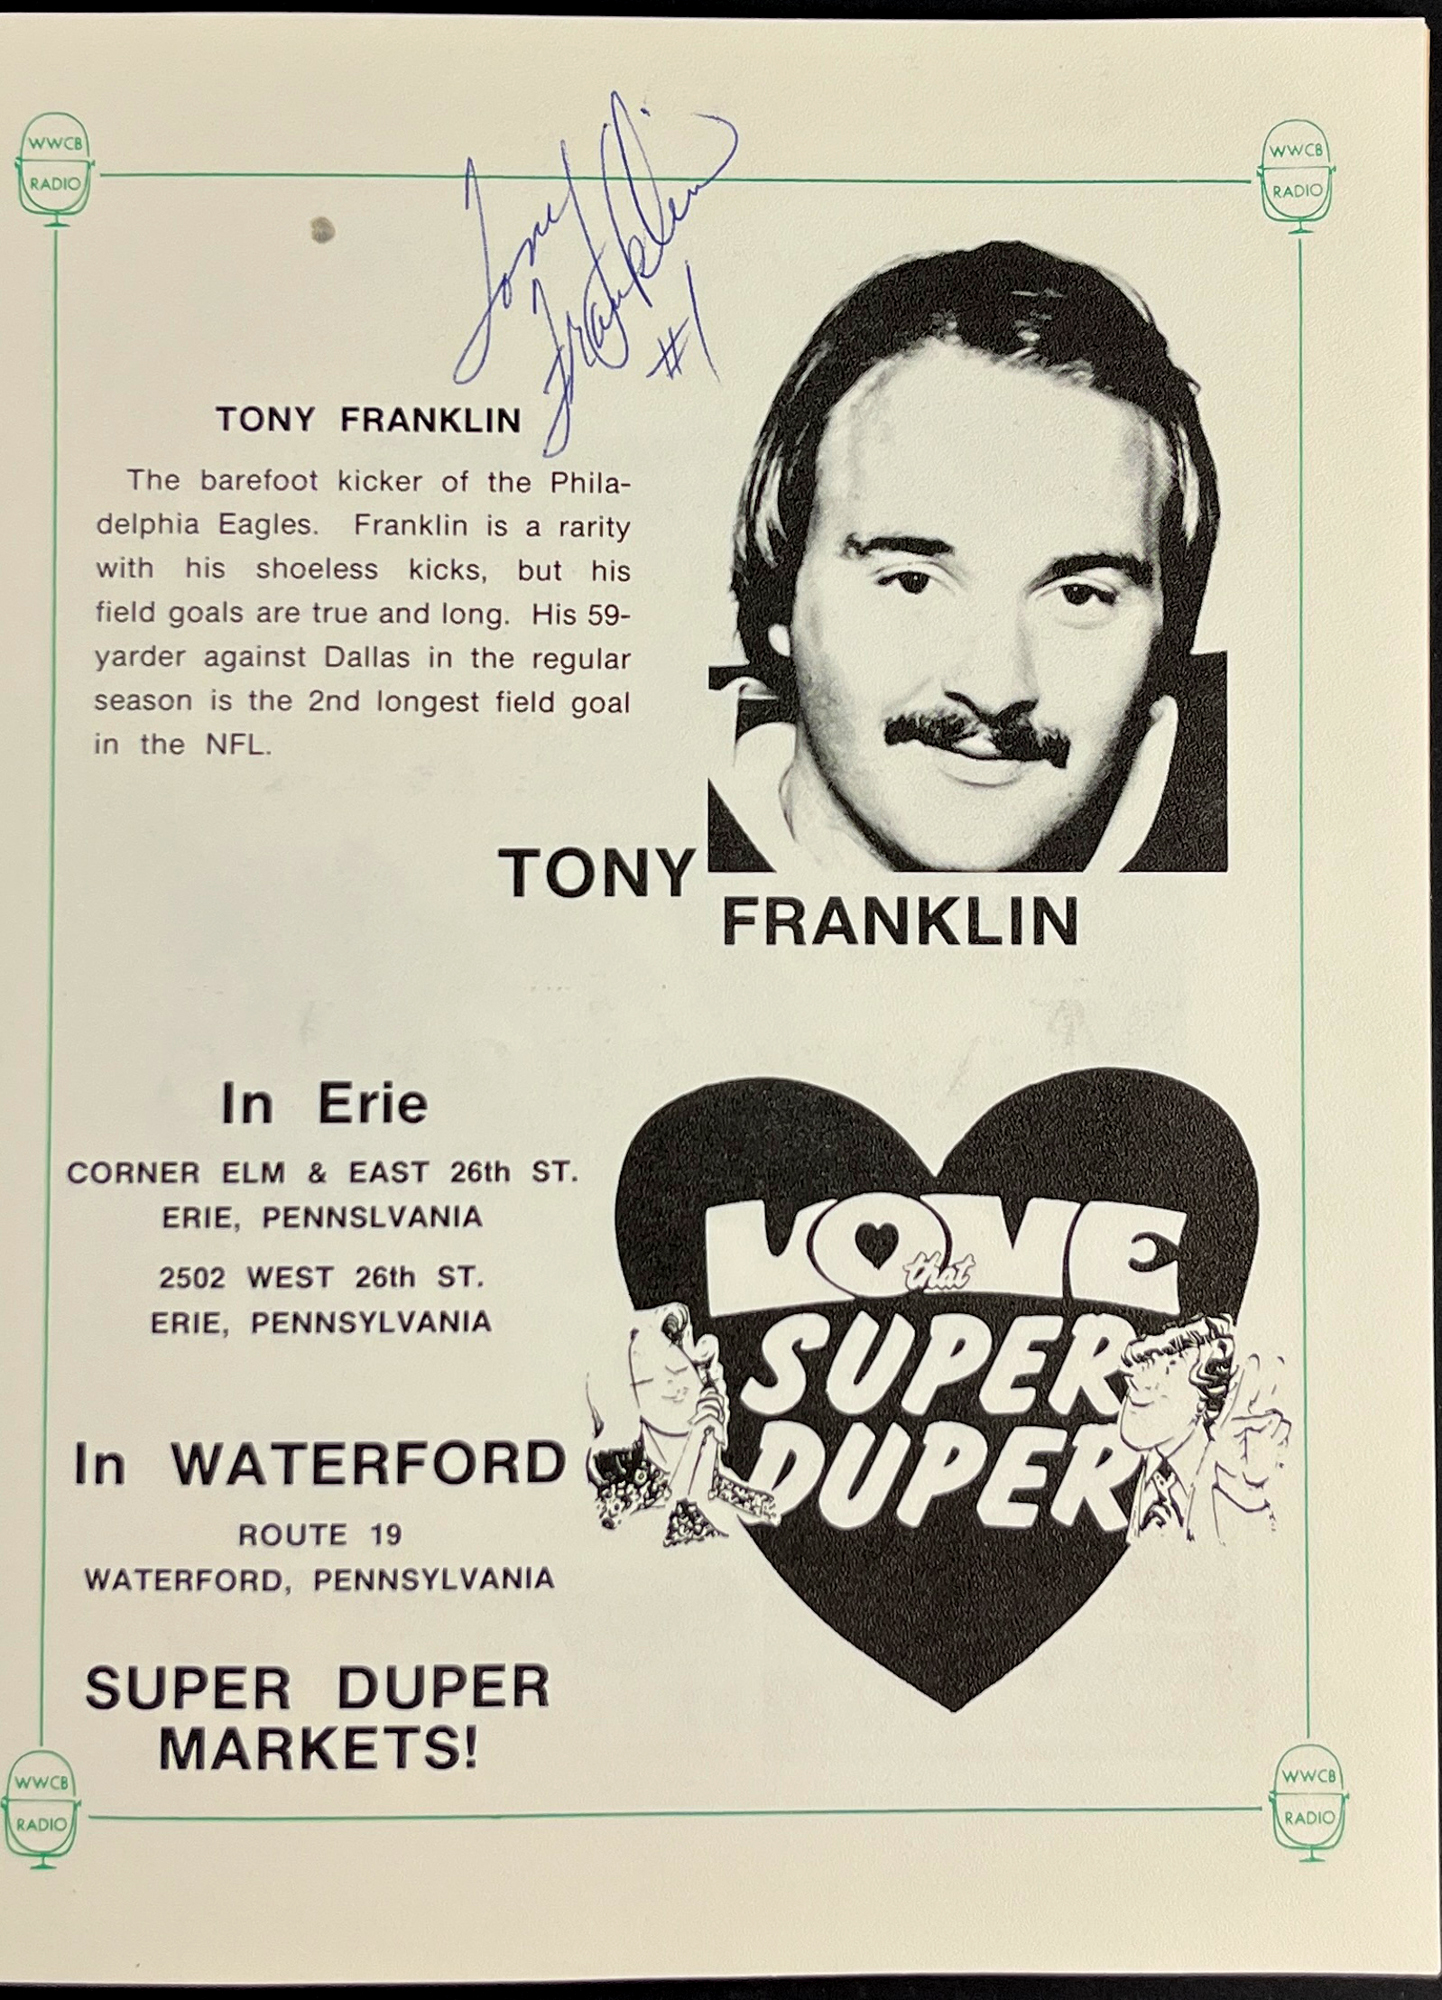 WWCB
RADIO
WWCB
RADIO
Tony
Franklin
#1
TONY FRANKLIN
The barefoot kicker of the Phila-
delphia Eagles. Franklin is a rarity
with his shoeless kicks, but his
field goals are true and long. His 59-
yarder against Dallas in the regular
season is the 2nd longest field goal
in the NFL.
TONY
FRANKLIN
In Erie
CORNER ELM & EAST 26th ST.
ERIE, PENNSLVANIA
2502 WEST 26th ST.
ERIE, PENNSYLVANIA
In WATERFORD
ROUTE 19
WATERFORD, PENNSYLVANIA
SUPER DUPER
MARKETS!
LOVE
that
SUPER
DUPER
WWCB
RADIO
WWCB
RADIO